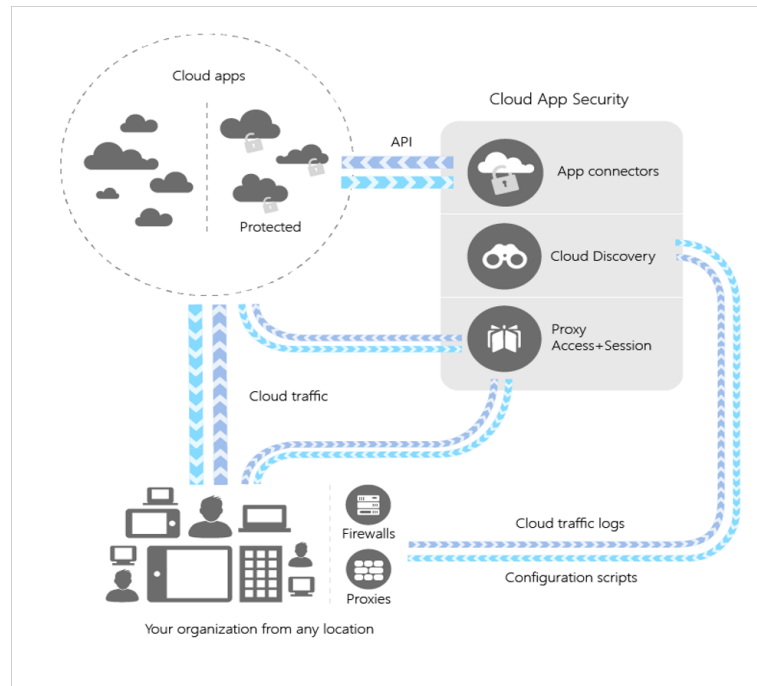 Cloud apps
Protected
API
Cloud App Security
App connectors
Cloud Discovery
Proxy
Access+Session
Cloud traffic
Firewalls
Proxies
Cloud traffic logs
Configuration scripts
Your organization from any location